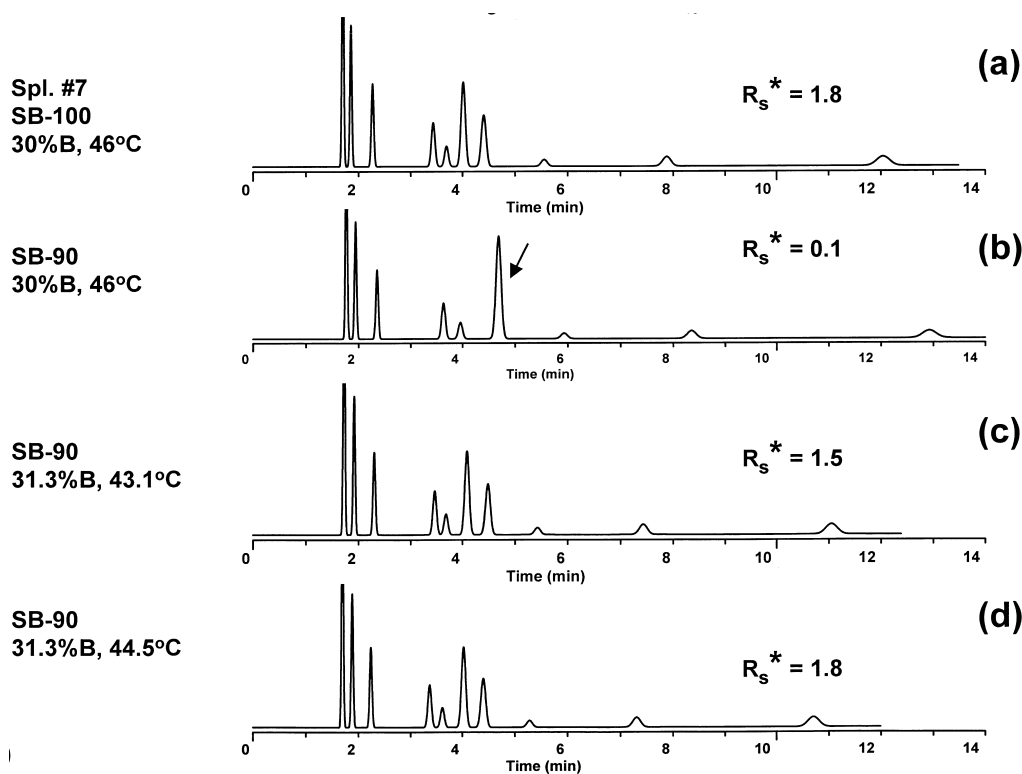 (a)
Spl. #7
SB-100
30%B, 46°C
Rs* = 1.8
0 2 4 6 8 10 12 14
Time (min)
(b)
SB-90
30%B, 46°C
Rs* = 0.1
0 2 4 6 8 10 12 14
Time (min)
(c)
SB-90
31.3%B, 43.1°C
Rs* = 1.5
0 2 4 6 8 10 12 14
Time (min)
(d)
SB-90
31.3%B, 44.5°C
Rs* = 1.8
0 2 4 6 8 10 12 14
Time (min)